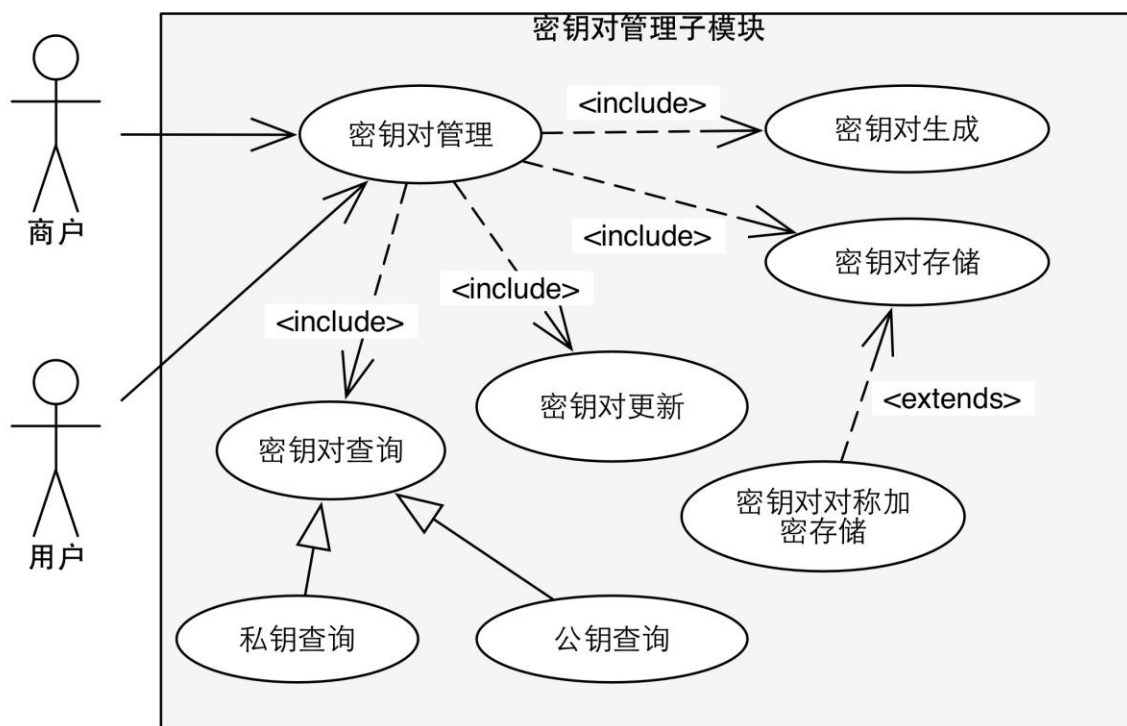 密钥对管理子模块
商户
用户
密钥对管理
<include>
密钥对生成
<include>
密钥对存储
<include>
密钥对更新
<include>
密钥对查询
<extends>
密钥对对称加
密存储
私钥查询
公钥查询